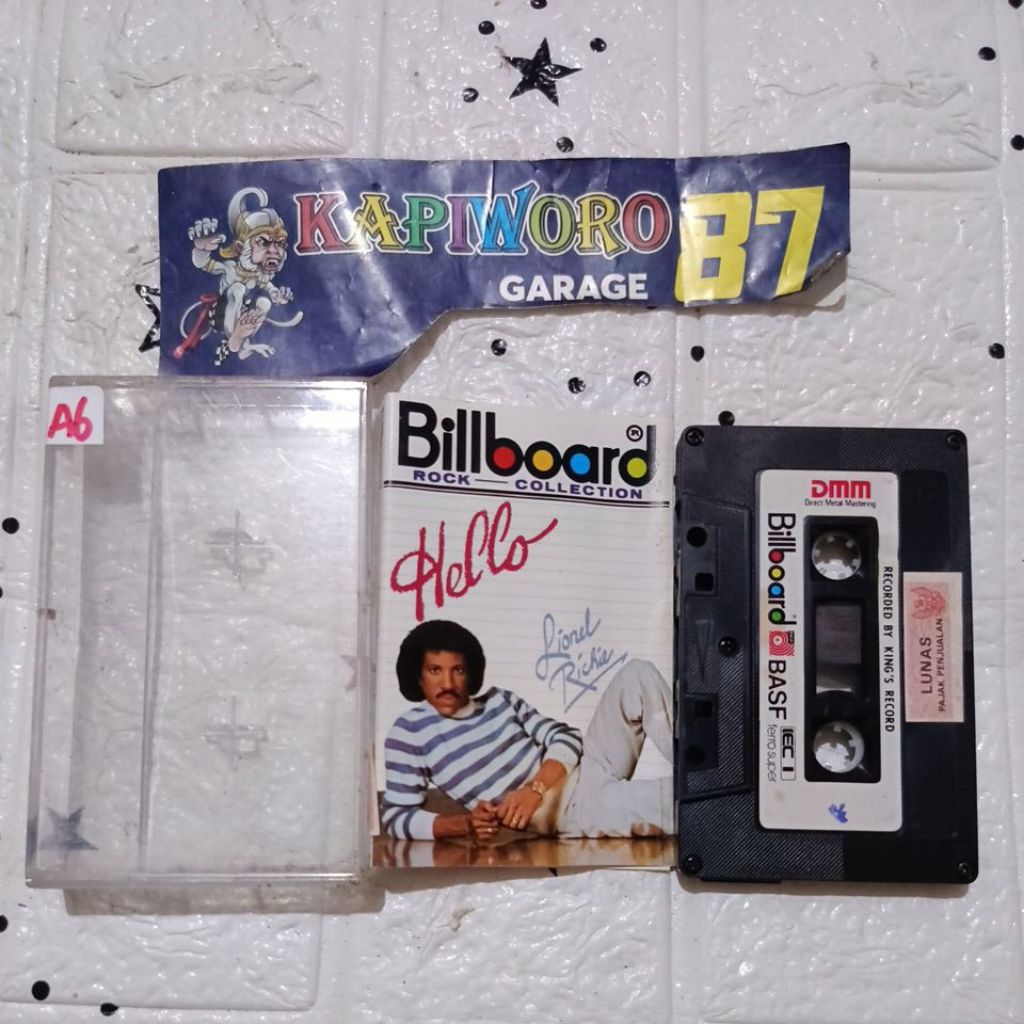 KAPIWORO
GARAGE
87
A6
Billboard®
ROCK COLLECTION
Hello
Lionel
Richie
DMM
Direct Metal Mastering
Billboard® BASF IEC I
ferro super
RECORDED BY KING'S RECORD
LUNAS
PAJAK PENJUALAN